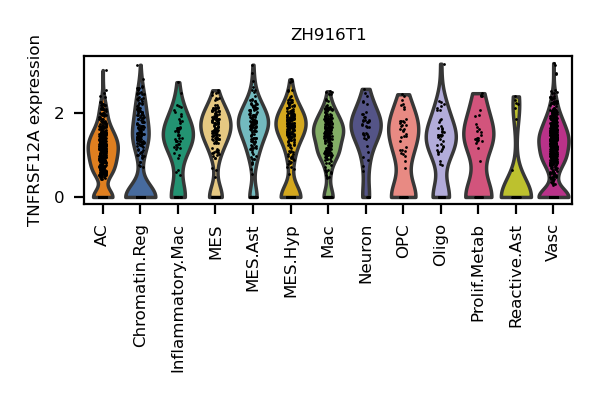 ZH916T1
TNFRSF12A expression
2
0
AC
Chromatin.Reg
Inflammatory.Mac
MES
MES.Ast
MES.Hyp
Mac
Neuron
OPC
Oligo
Prolif.Metab
Reactive.Ast
Vasc